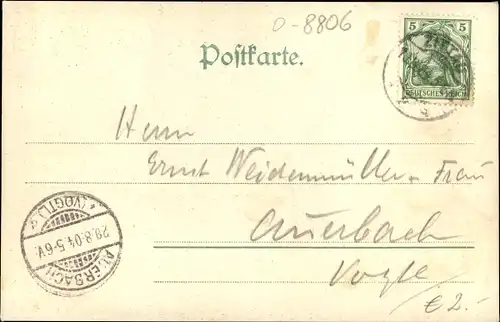 0-8806
Postkarte.
5 5
DEUTSCHES REICH
Herrn
Ernst Weidenmüller u Frau
Auerbach
Vogtl
AUERBACH
29.8.04.5-6V.
* (VOGTL) *
€ 2.-